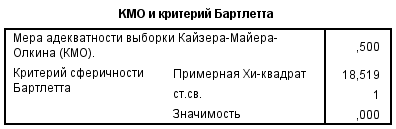 КМО и критерий Бартлетта
Мера адекватности выборки Кайзера-Майера-
Олкина (КМО). ,500
Критерий сферичности Примерная Хи-квадрат 18,519
Бартлетта
ст.св. 1
Значимость ,000